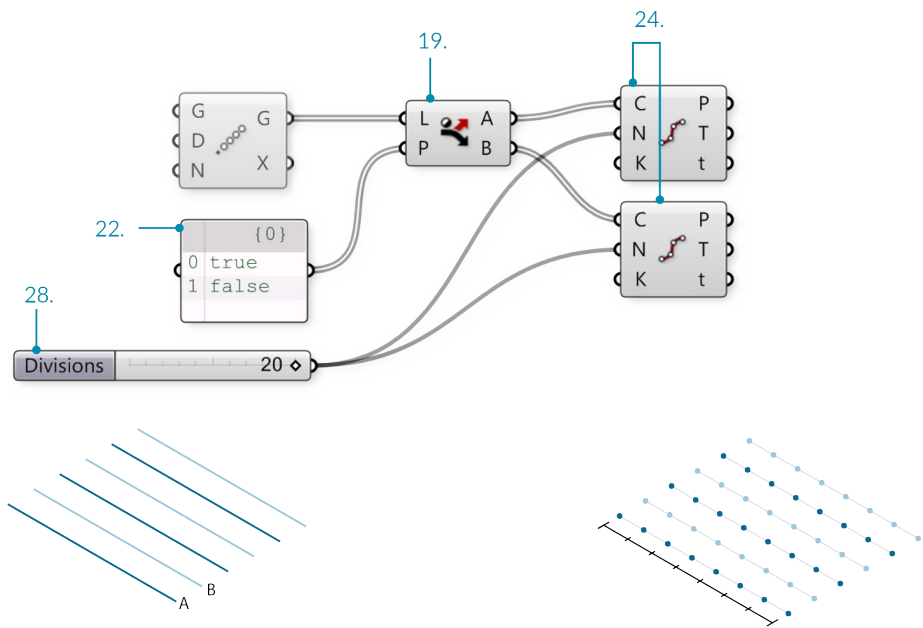 24.
19.
G G
D
N X
L A
P B
C P
N T
K t
22.
{0}
0 true
1 false
C P
N T
K t
28.
Divisions 20
B
A